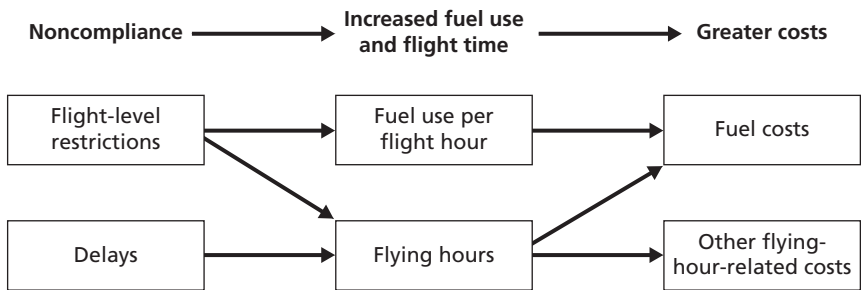 Noncompliance
Increased fuel use
and flight time
Greater costs
Flight-level
restrictions
Fuel use per
flight hour
Fuel costs
Delays
Flying hours
Other flying-
hour-related costs